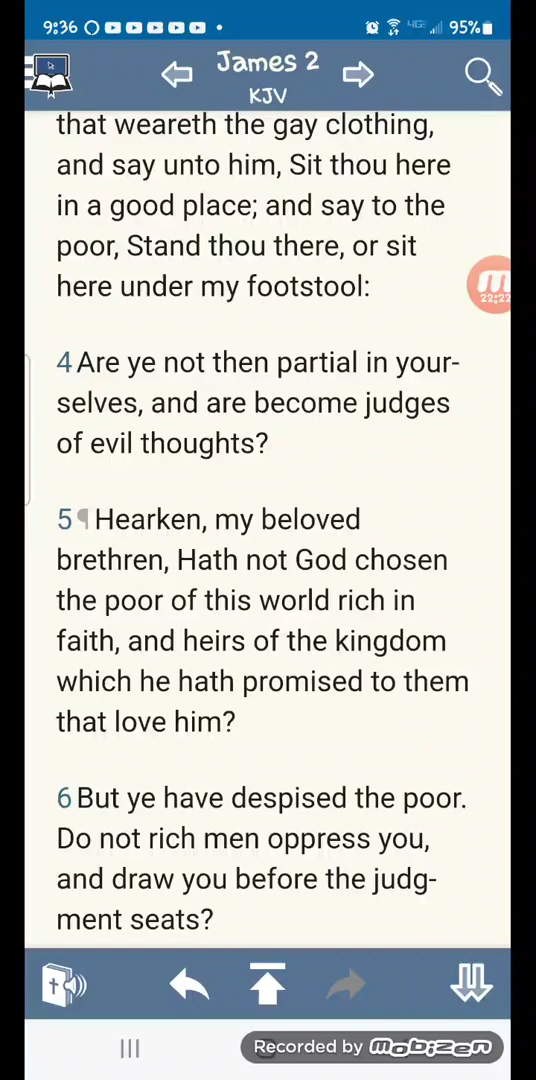 9:36 4G 95%
James 2
KJV
that weareth the gay clothing,
and say unto him, Sit thou here
in a good place; and say to the
poor, Stand thou there, or sit
here under my footstool:
22:22
4 Are ye not then partial in your-
selves, and are become judges
of evil thoughts?
5 ¶ Hearken, my beloved
brethren, Hath not God chosen
the poor of this world rich in
faith, and heirs of the kingdom
which he hath promised to them
that love him?
6 But ye have despised the poor.
Do not rich men oppress you,
and draw you before the judg-
ment seats?
Recorded by mobizen